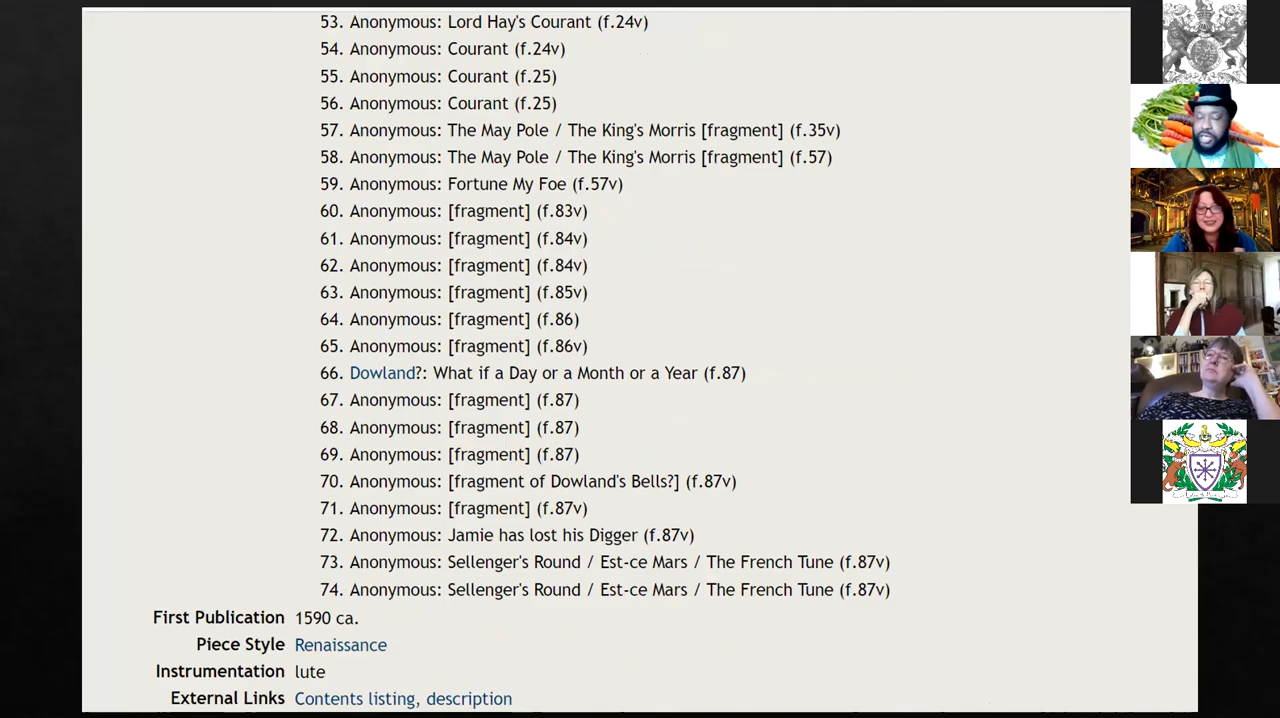 53. Anonymous: Lord Hay's Courant (f.24v)
54. Anonymous: Courant (f.24v)
55. Anonymous: Courant (f.25)
56. Anonymous: Courant (f.25)
57. Anonymous: The May Pole / The King's Morris [fragment] (f.35v)
58. Anonymous: The May Pole / The King's Morris [fragment] (f.57)
59. Anonymous: Fortune My Foe (f.57v)
60. Anonymous: [fragment] (f.83v)
61. Anonymous: [fragment] (f.84v)
62. Anonymous: [fragment] (f.84v)
63. Anonymous: [fragment] (f.85v)
64. Anonymous: [fragment] (f.86)
65. Anonymous: [fragment] (f.86v)
66. Dowland?: What if a Day or a Month or a Year (f.87)
67. Anonymous: [fragment] (f.87)
68. Anonymous: [fragment] (f.87)
69. Anonymous: [fragment] (f.87)
70. Anonymous: [fragment of Dowland's Bells?] (f.87v)
71. Anonymous: [fragment] (f.87v)
72. Anonymous: Jamie has lost his Digger (f.87v)
73. Anonymous: Sellenger's Round / Est-ce Mars / The French Tune (f.87v)
74. Anonymous: Sellenger's Round / Est-ce Mars / The French Tune (f.87v)
First Publication 1590 ca.
Piece Style Renaissance
Instrumentation lute
External Links Contents listing, description